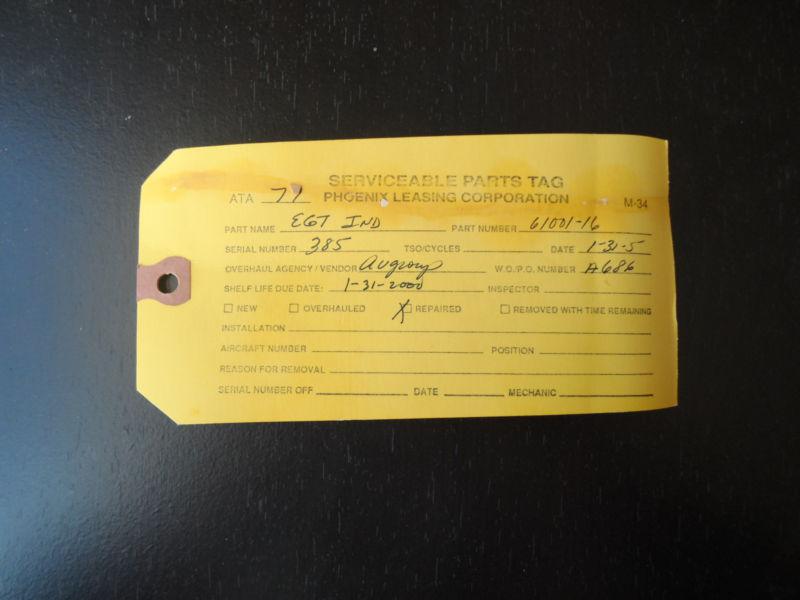 SERVICEABLE PARTS TAG
ATA 77 PHOENIX LEASING CORPORATION M-34
PART NAME EGT IND PART NUMBER 61001-16
SERIAL NUMBER 385 TSO/CYCLES DATE 1-31-5
OVERHAUL AGENCY / VENDOR Avgroup W.O./P.O. NUMBER A686
SHELF LIFE DUE DATE: 1-31-2000 INSPECTOR
NEW OVERHAULED X REPAIRED REMOVED WITH TIME REMAINING
INSTALLATION
AIRCRAFT NUMBER POSITION
REASON FOR REMOVAL
SERIAL NUMBER OFF DATE MECHANIC